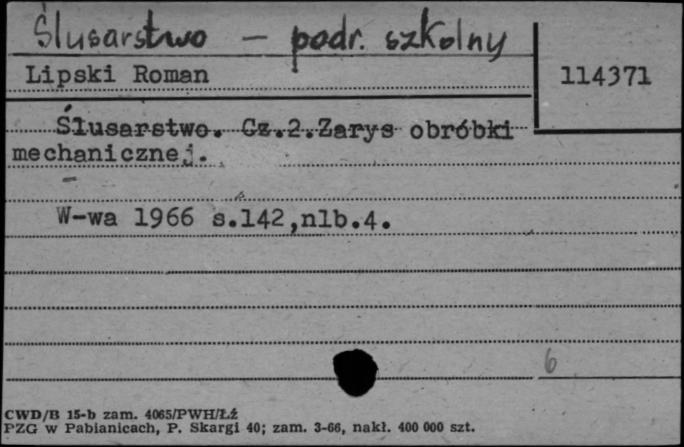 Ślusarstwo – podr. szkolny
Lipski Roman
114371
Ślusarstwo. Cz.2.Zarys obróbki
mechanicznej.
W-wa 1966 s.142,nlb.4.
6
CWD/B 15-b zam. 4065/PWH/Łź
PZG w Pabianicach, P. Skargi 40; zam. 3-66, nakł. 400 000 szt.